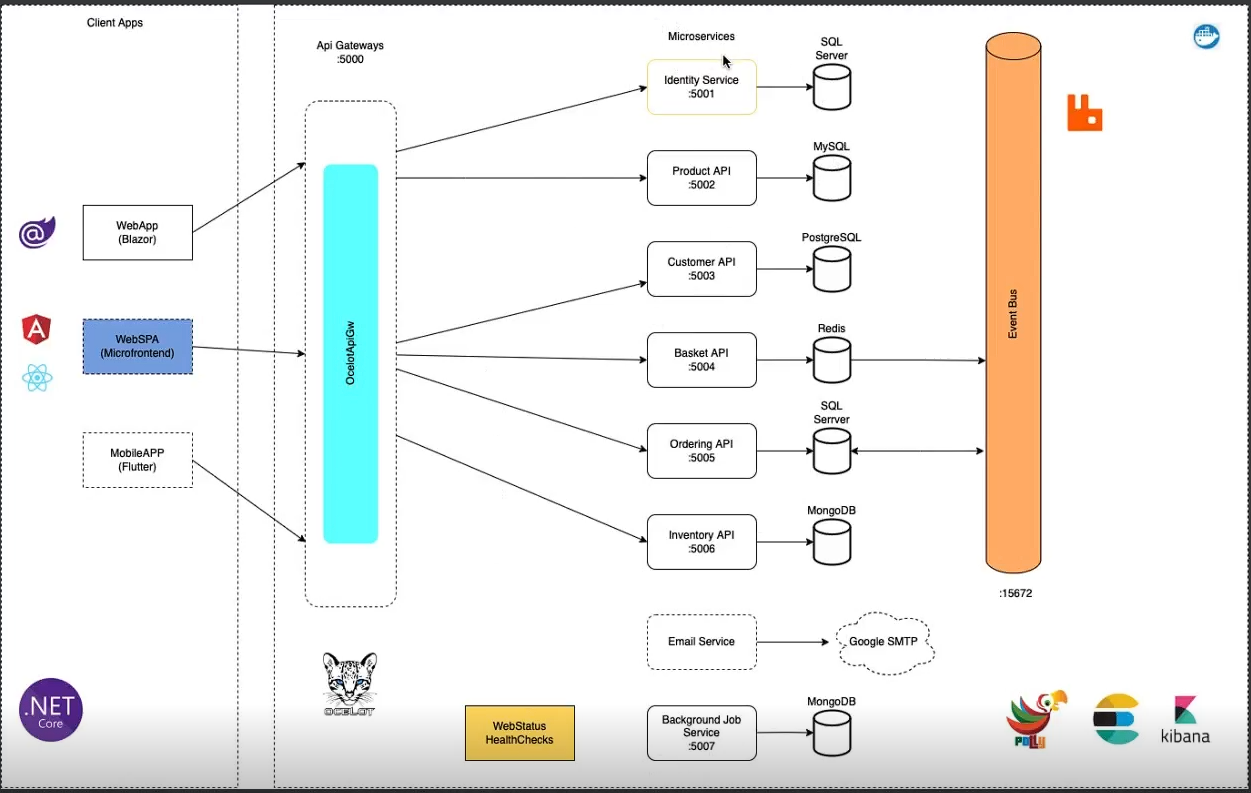 Client Apps
Api Gateways
:5000
Microservices
SQL
Server
Identity Service
:5001
MySQL
Product API
:5002
WebApp
(Blazor)
PostgreSQL
Customer API
:5003
WebSPA
(Microfrontend)
OcelotApiGw
Redis
Basket API
:5004
Event Bus
SQL
Serrver
Ordering API
:5005
MobileAPP
(Flutter)
MongoDB
Inventory API
:5006
:15672
Email Service
Google SMTP
.NET
Core
OCELOT
WebStatus
HealthChecks
Background Job
Service
:5007
MongoDB
POLLY
kibana